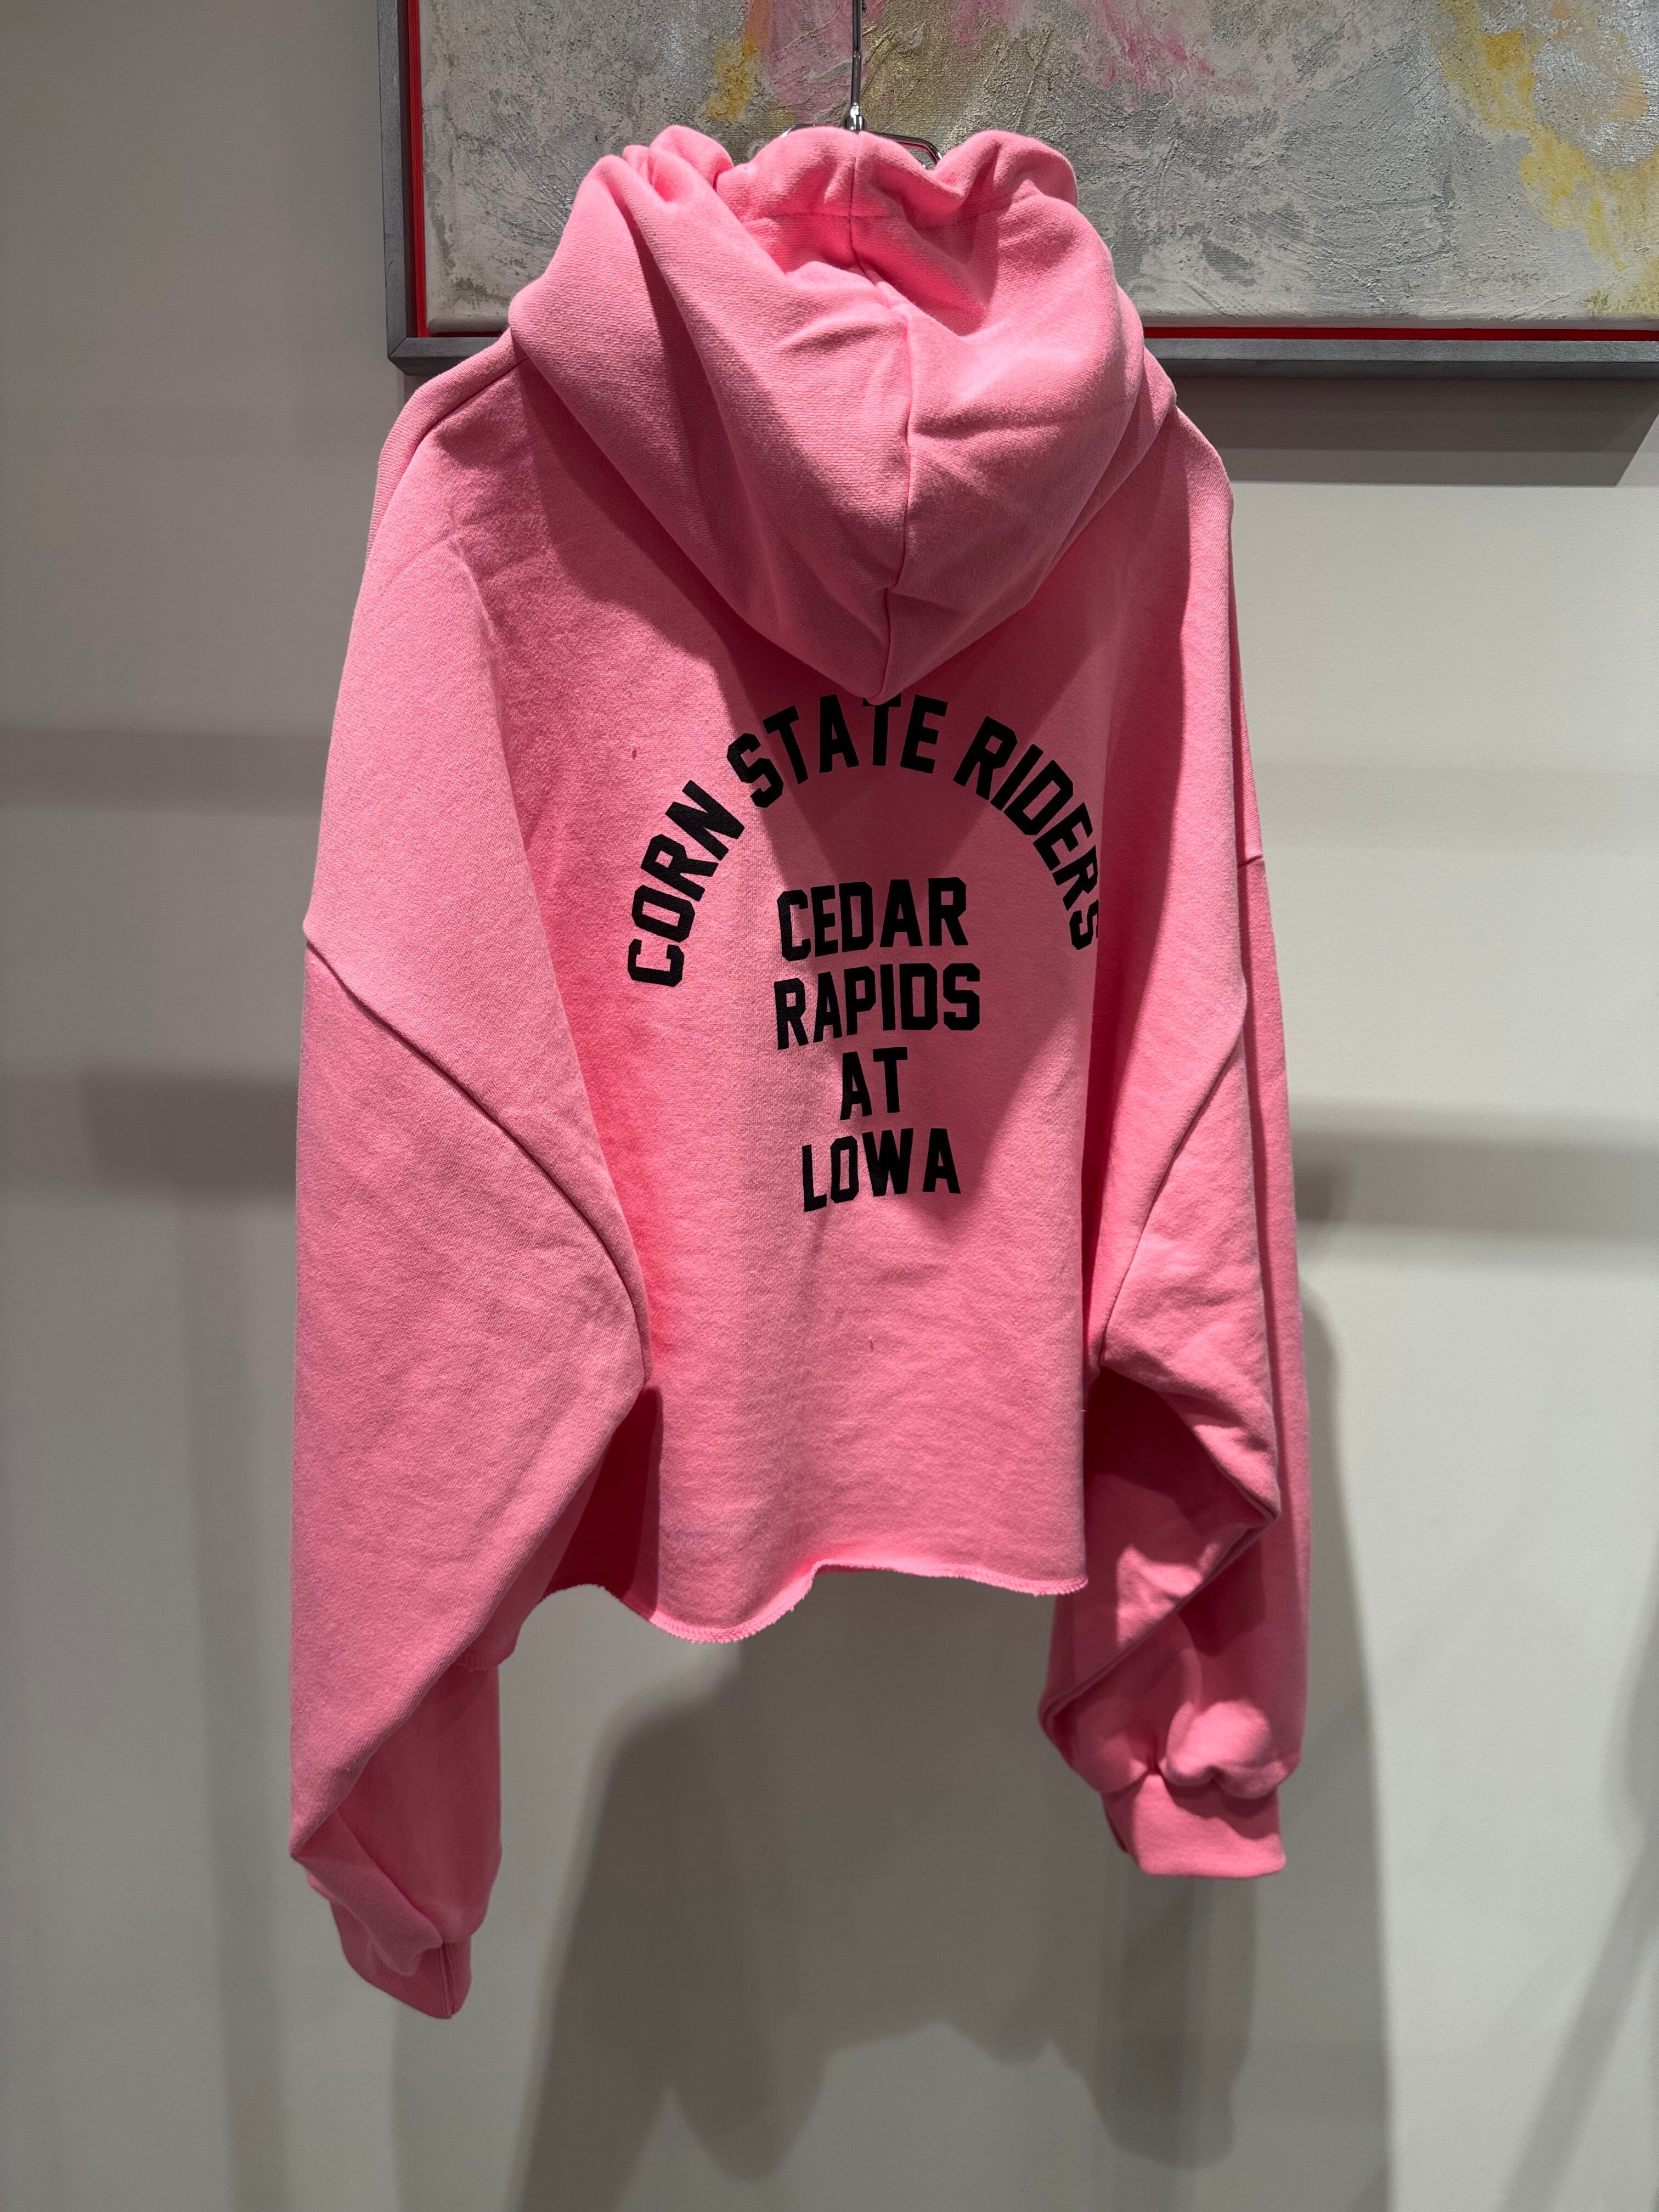 CORN STATE RIDERS
CEDAR
RAPIDS
AT
LOWA